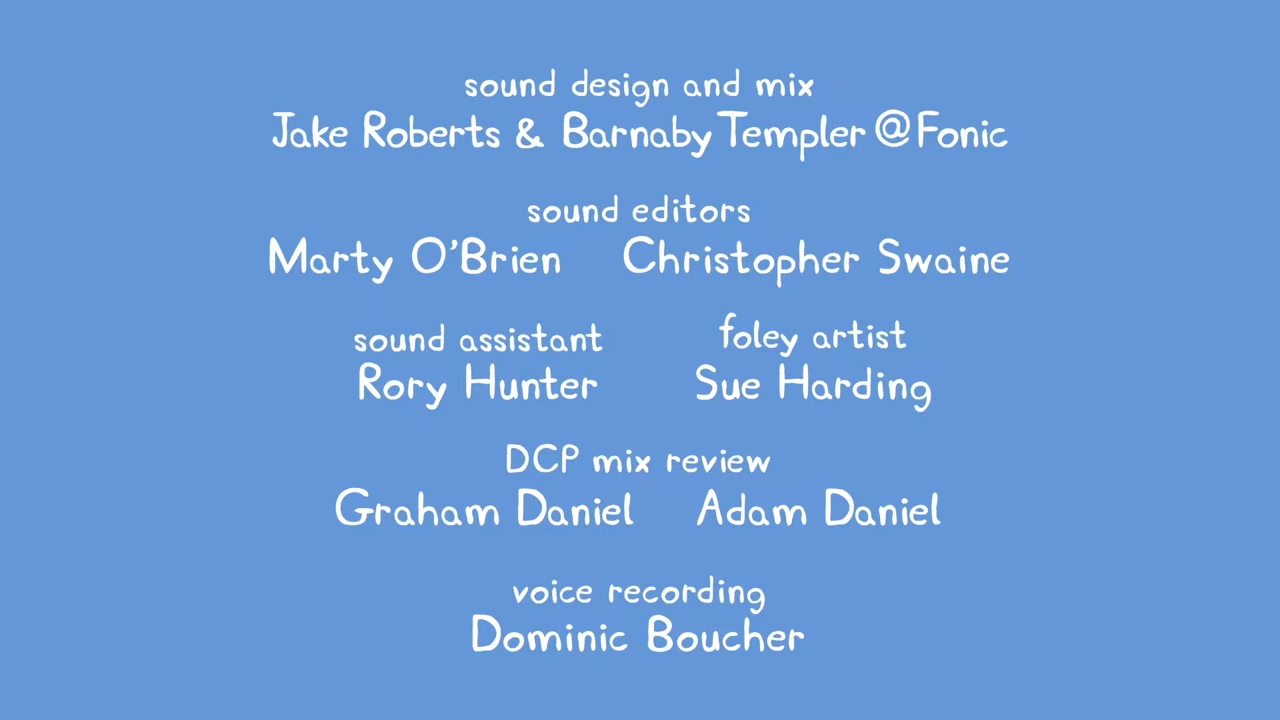 sound design and mix
Jake Roberts & Barnaby Templer @ Fonic
sound editors
Marty O'Brien Christopher Swaine
sound assistant foley artist
Rory Hunter Sue Harding
DCP mix review
Graham Daniel Adam Daniel
voice recording
Dominic Boucher